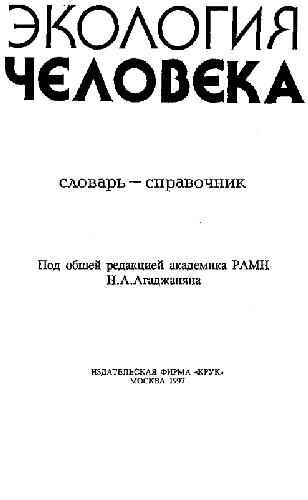 ЭКОЛОГИЯ
ЧЕЛОВЕКА
словарь – справочник
Под общей редакцией академика РАМН
Н.А.Агаджаняна
ИЗДАТЕЛЬСКАЯ ФИРМА «КРУК»
МОСКВА 1997